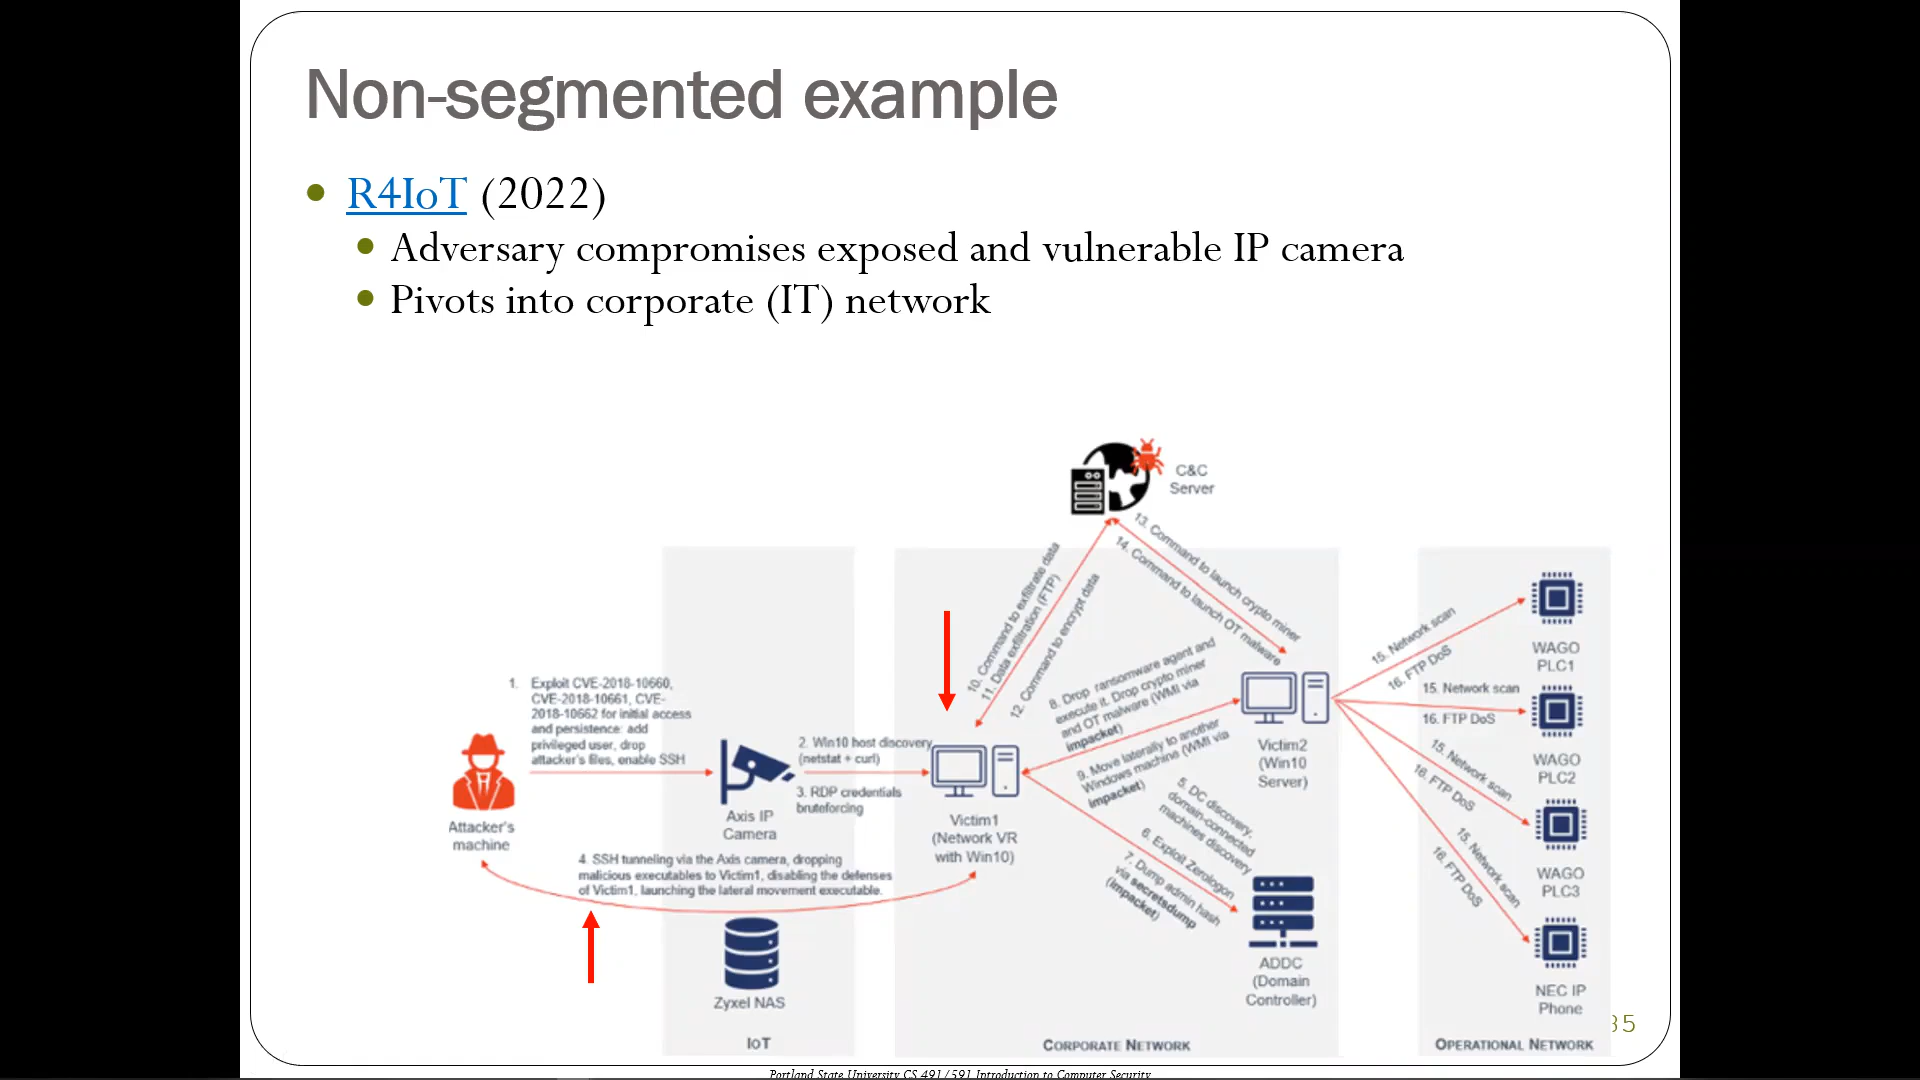 Non-segmented example
R4IoT (2022)
Adversary compromises exposed and vulnerable IP camera
Pivots into corporate (IT) network
C&C
Server
13. Command to launch crypto miner
14. Command to launch OT malware
10. Command to exfiltrate data
11. Data exfiltration (FTP)
12. Command to encrypt data
1. Exploit CVE-2018-10660,
CVE-2018-10661, CVE-
2018-10662 for initial access
and persistence: add
privileged user, drop
attacker's files, enable SSH
Attacker's
machine
Axis IP
Camera
2. Win10 host discovery
(netstat + curl)
3. RDP credentials
bruteforcing
Victim1
(Network VR
with Win10)
4. SSH tunneling via the Axis camera, dropping
malicious executables to Victim1, disabling the defenses
of Victim1, launching the lateral movement executable.
Zyxel NAS
8. Drop ransomware agent and
execute it. Drop crypto miner
and OT malware (WMI via
impacket)
9. Move laterally to another
Windows machine (WMI via
impacket)
5. DC discovery,
domain-connected
machines discovery
6. Exploit Zerologon
7. Dump admin hash
via secretsdump
(impacket)
Victim2
(Win10
Server)
ADDC
(Domain
Controller)
15. Network scan
16. FTP DoS
15. Network scan
16. FTP DoS
15. Network scan
16. FTP DoS
15. Network scan
16. FTP DoS
WAGO
PLC1
WAGO
PLC2
WAGO
PLC3
NEC IP
Phone
IoT
CORPORATE NETWORK
OPERATIONAL NETWORK
35
Portland State University CS 491/591 Introduction to Computer Security